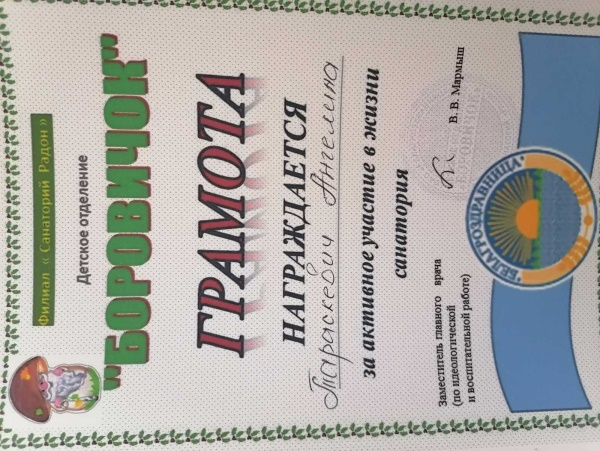 Филиал « Санаторий Радон»
Детское отделение
"БОРОВИЧОК"
ГРАМОТА
НАГРАЖДАЕТСЯ
Тараскевич Ангелина
за активное участие в жизни
санатория
Заместитель главного врача
(по идеологической
и воспитательной работе)
В. В. Мармыш
"БЕЛАГРОЗДРАВНИЦА"